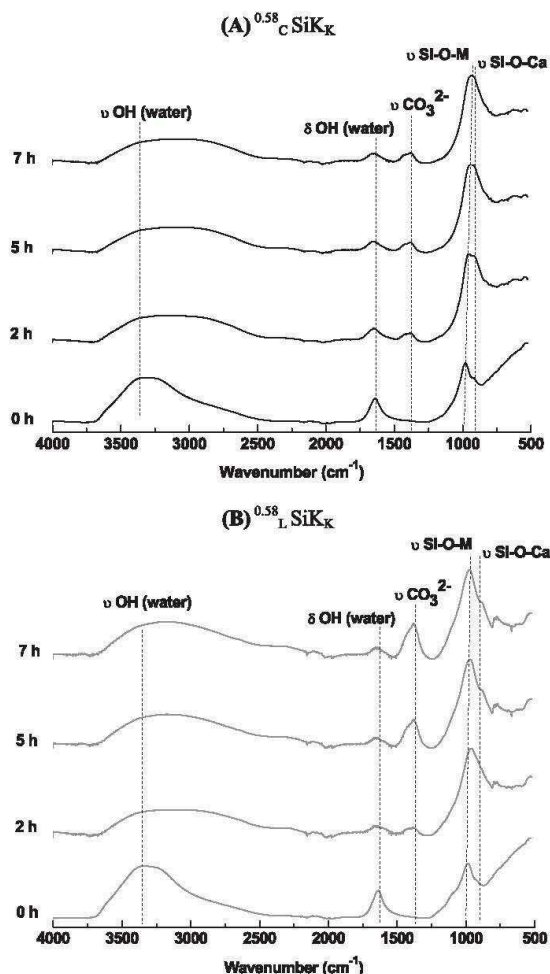 (A) 0.58 C SiKK
υ SI-O-M
υ SI-O-Ca
υ CO3 2-
υ OH (water)
δ OH (water)
7 h
5 h
2 h
0 h
4000 3500 3000 2500 2000 1500 1000 500
Wavenumber (cm-1)
(B) 0.58 L SiKK
υ SI-O-M
υ SI-O-Ca
υ CO3 2-
υ OH (water)
δ OH (water)
7 h
5 h
2 h
0 h
4000 3500 3000 2500 2000 1500 1000 500
Wavenumber (cm-1)